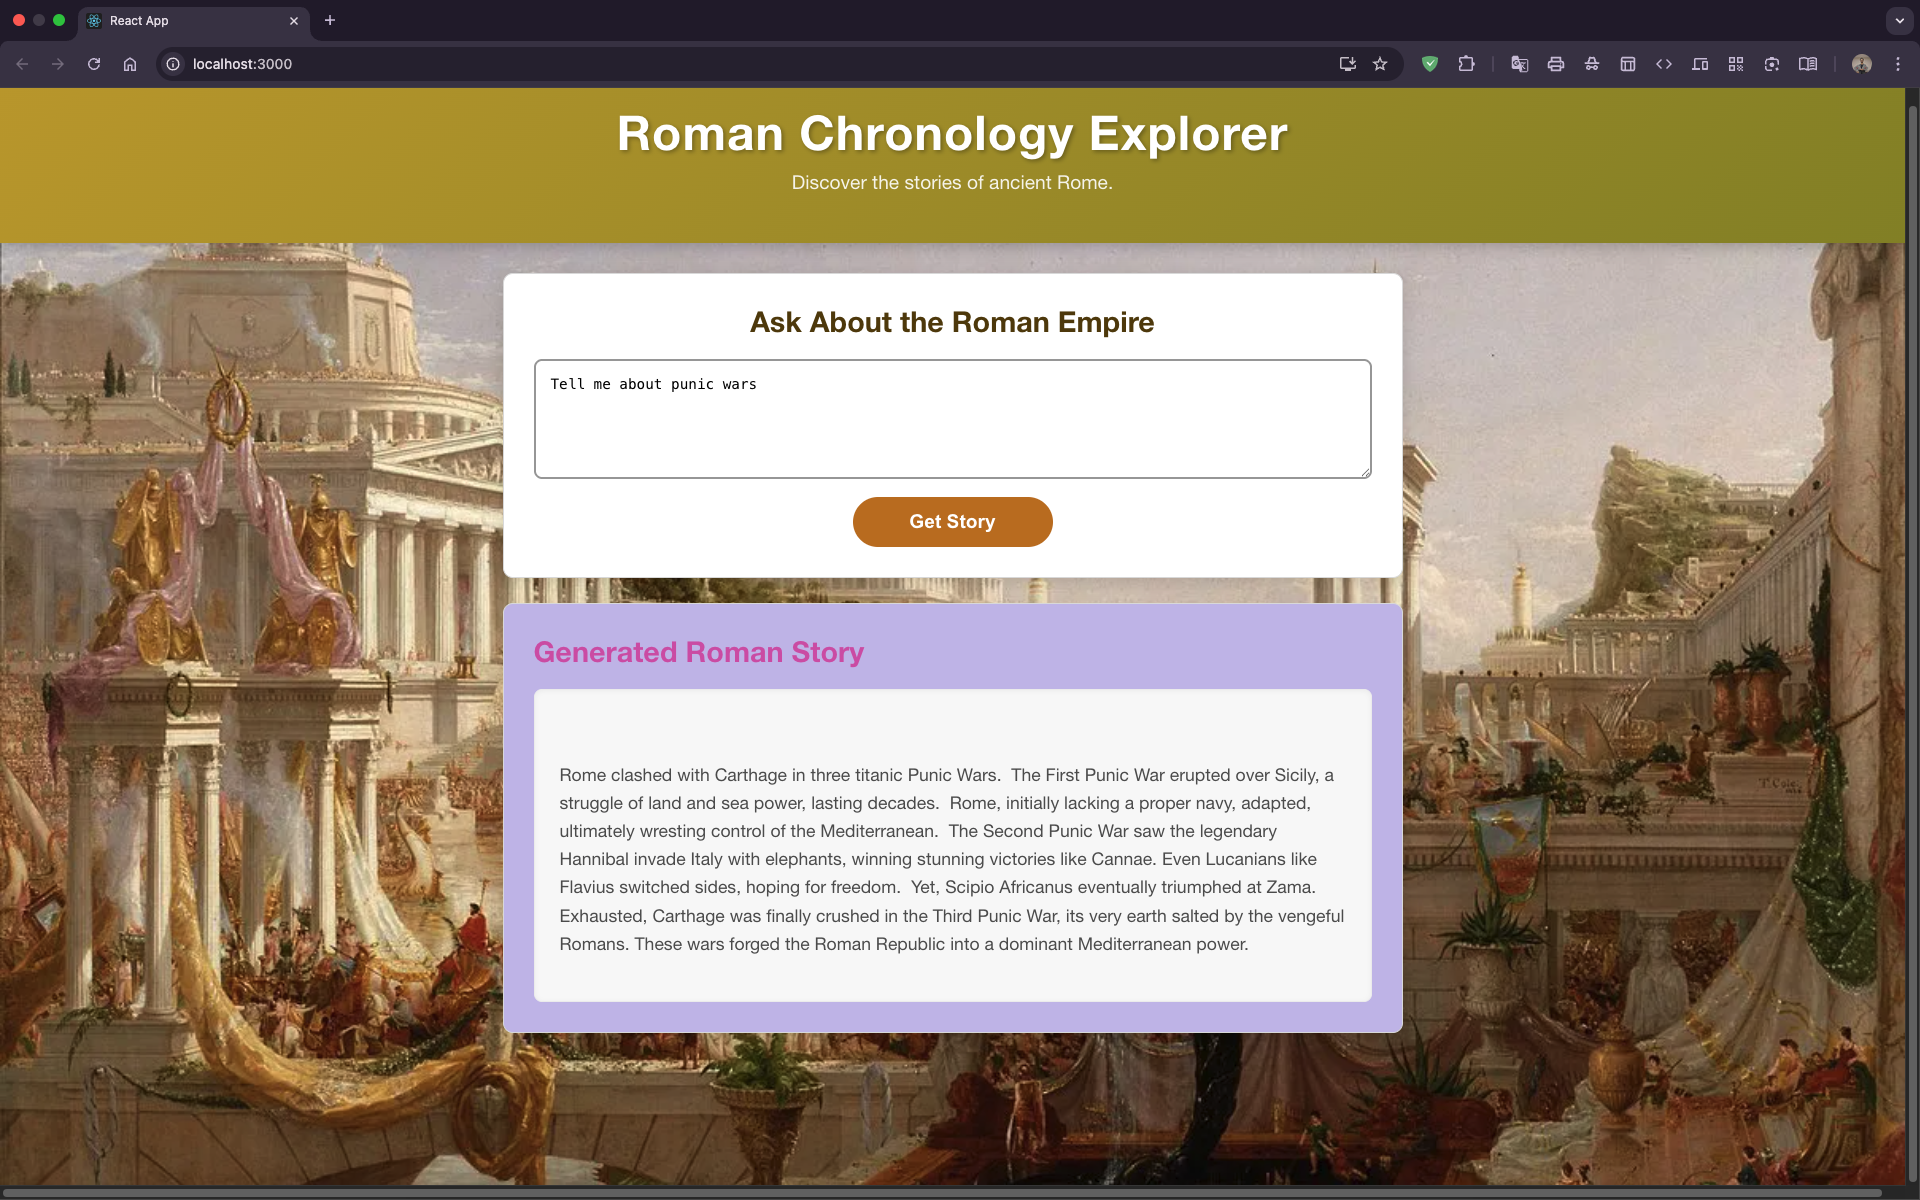 React App
localhost:3000
Roman Chronology Explorer
Discover the stories of ancient Rome.
Ask About the Roman Empire
Tell me about punic wars
Get Story
Generated Roman Story
Rome clashed with Carthage in three titanic Punic Wars.  The First Punic War erupted over Sicily, a
struggle of land and sea power, lasting decades.  Rome, initially lacking a proper navy, adapted,
ultimately wresting control of the Mediterranean.  The Second Punic War saw the legendary
Hannibal invade Italy with elephants, winning stunning victories like Cannae. Even Lucanians like
Flavius switched sides, hoping for freedom.  Yet, Scipio Africanus eventually triumphed at Zama.
Exhausted, Carthage was finally crushed in the Third Punic War, its very earth salted by the vengeful
Romans. These wars forged the Roman Republic into a dominant Mediterranean power.
T. Cole,